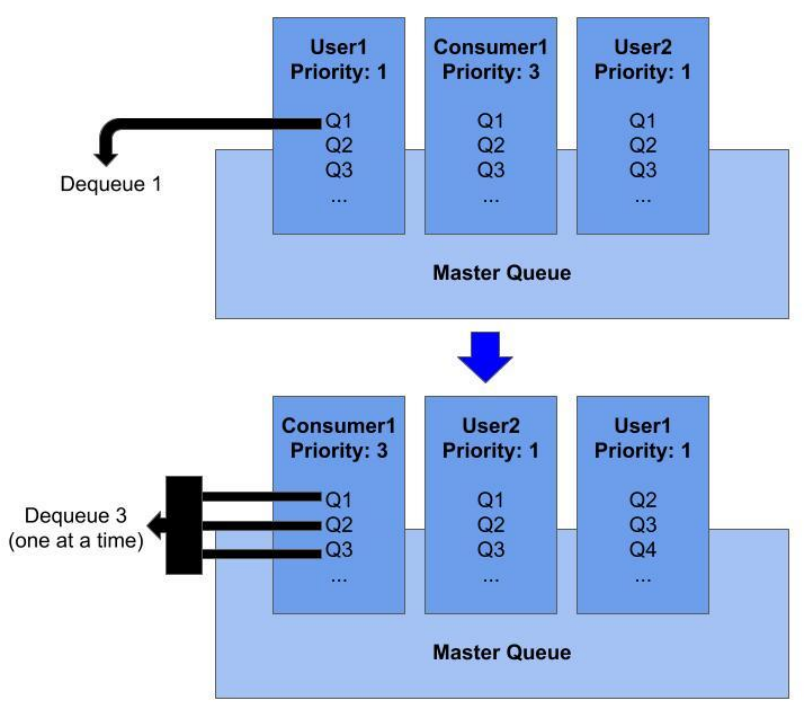 User1
Priority: 1
Q1
Q2
Q3
...
Consumer1
Priority: 3
Q1
Q2
Q3
...
User2
Priority: 1
Q1
Q2
Q3
...
Dequeue 1
Master Queue
Consumer1
Priority: 3
Q1
Q2
Q3
...
User2
Priority: 1
Q1
Q2
Q3
...
User1
Priority: 1
Q2
Q3
Q4
...
Dequeue 3
(one at a time)
Master Queue